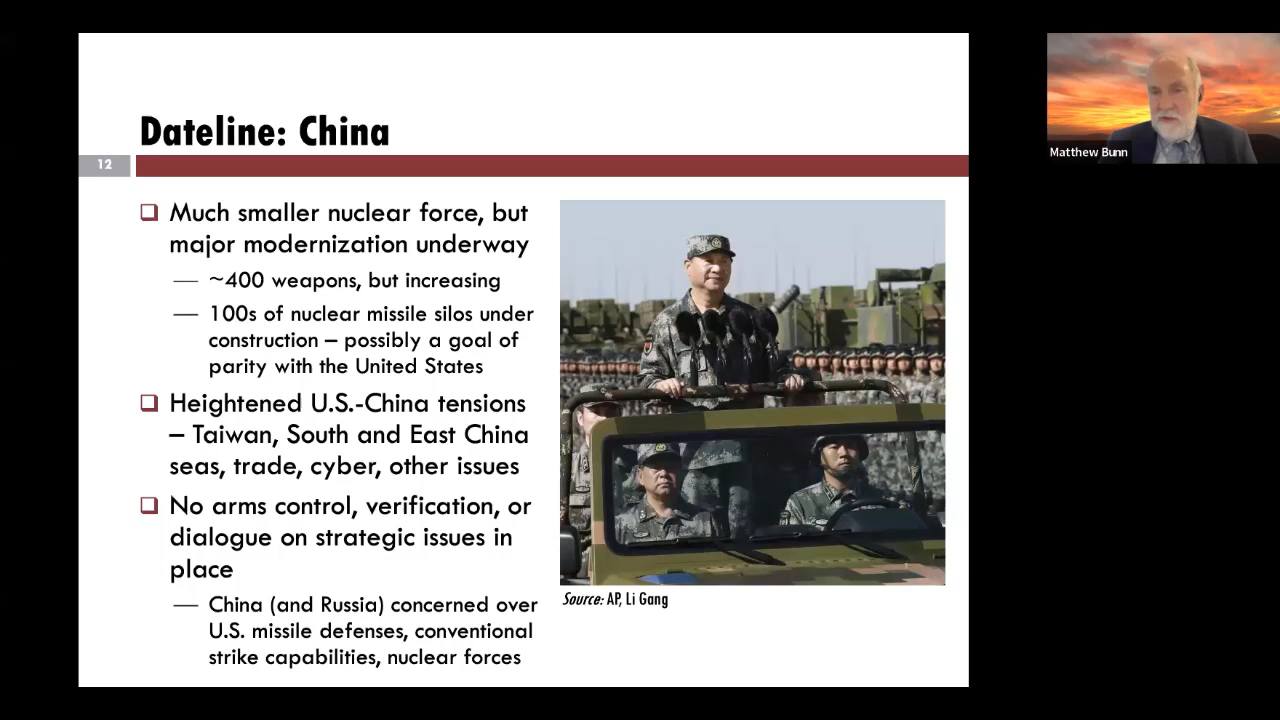 Dateline: China
12
❑ Much smaller nuclear force, but
major modernization underway
— ~400 weapons, but increasing
— 100s of nuclear missile silos under
construction – possibly a goal of
parity with the United States
❑ Heightened U.S.-China tensions
– Taiwan, South and East China
seas, trade, cyber, other issues
❑ No arms control, verification, or
dialogue on strategic issues in
place
— China (and Russia) concerned over
U.S. missile defenses, conventional
strike capabilities, nuclear forces
Source: AP, Li Gang
Matthew Bunn